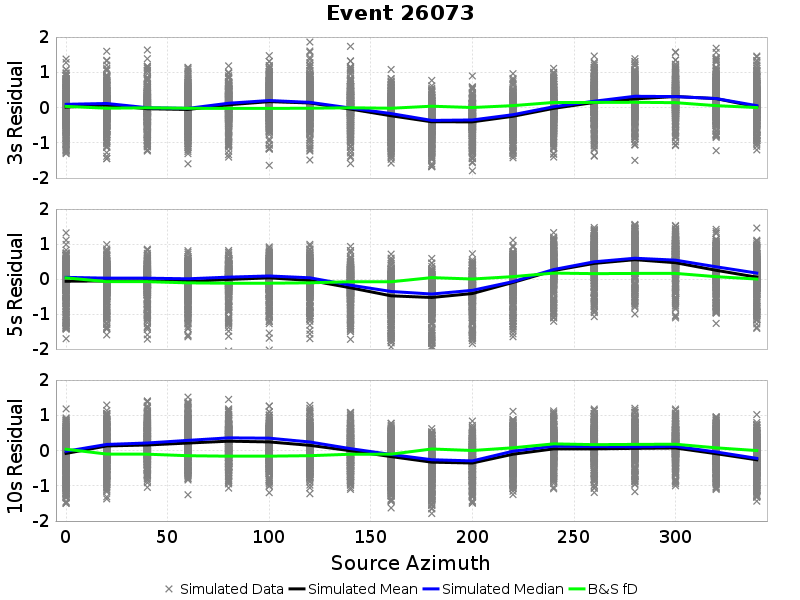 Event 26073
3s Residual
2
1
0
-1
-2
5s Residual
2
1
0
-1
-2
10s Residual
2
1
0
-1
-2
0 50 100 150 200 250 300
Source Azimuth
Simulated Data Simulated Mean Simulated Median B&S fD